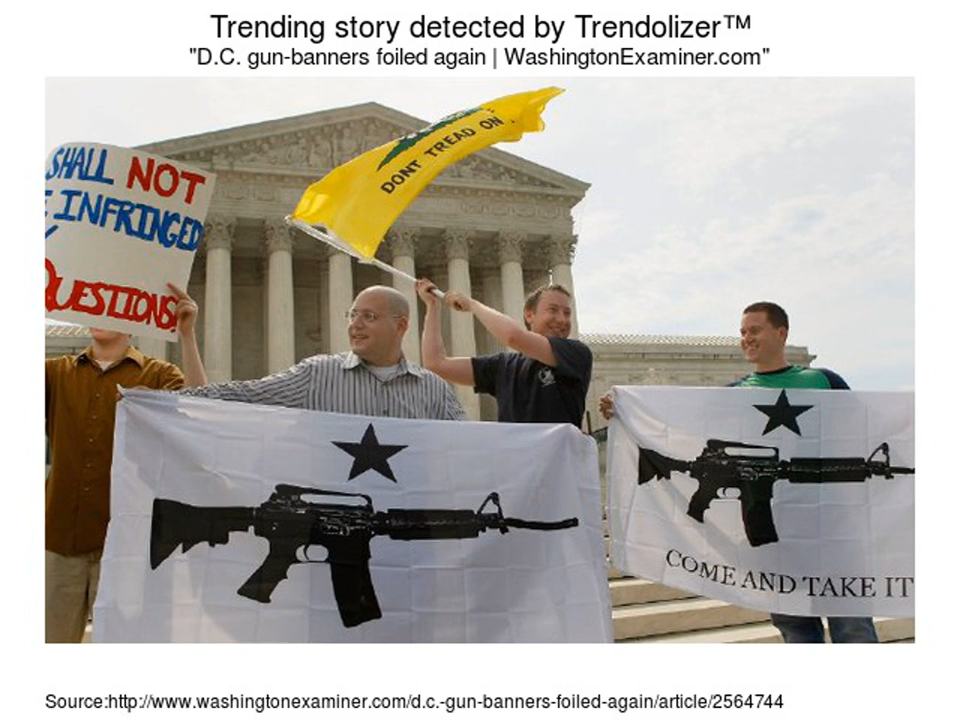 Trending story detected by Trendolizer™
"D.C. gun-banners foiled again | WashingtonExaminer.com"
SHALL NOT
E INFRINGED
QUESTIONS?
DONT TREAD ON
COME AND TAKE IT
Source:http://www.washingtonexaminer.com/d.c.-gun-banners-foiled-again/article/2564744